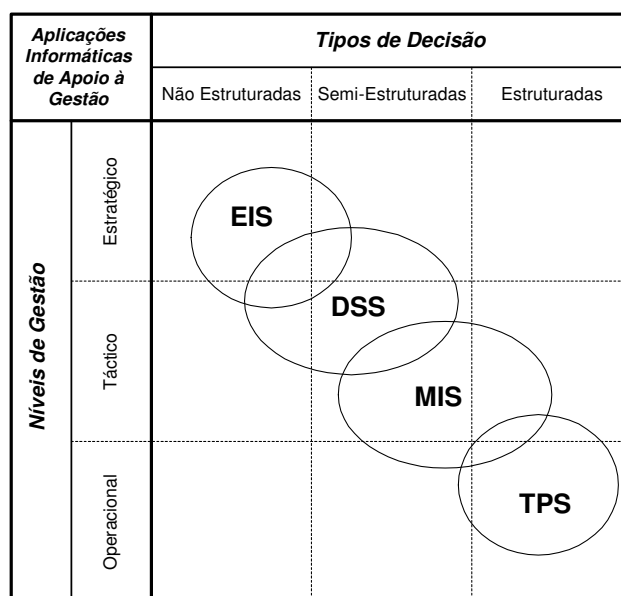 Aplicações
Informáticas
de Apoio à
Gestão
Tipos de Decisão
Não Estruturadas
Semi-Estruturadas
Estruturadas
Níveis de Gestão
Estratégico
EIS
DSS
Táctico
MIS
Operacional
TPS